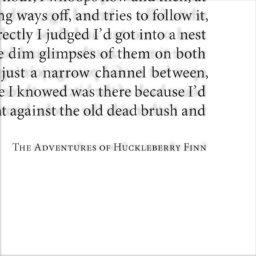 ng ways off, and tries to follow it,
rectly I judged I'd got into a nest
e dim glimpses of them on both
just a narrow channel between,
e I knowed was there because I'd
t against the old dead brush and
THE ADVENTURES OF HUCKLEBERRY FINN